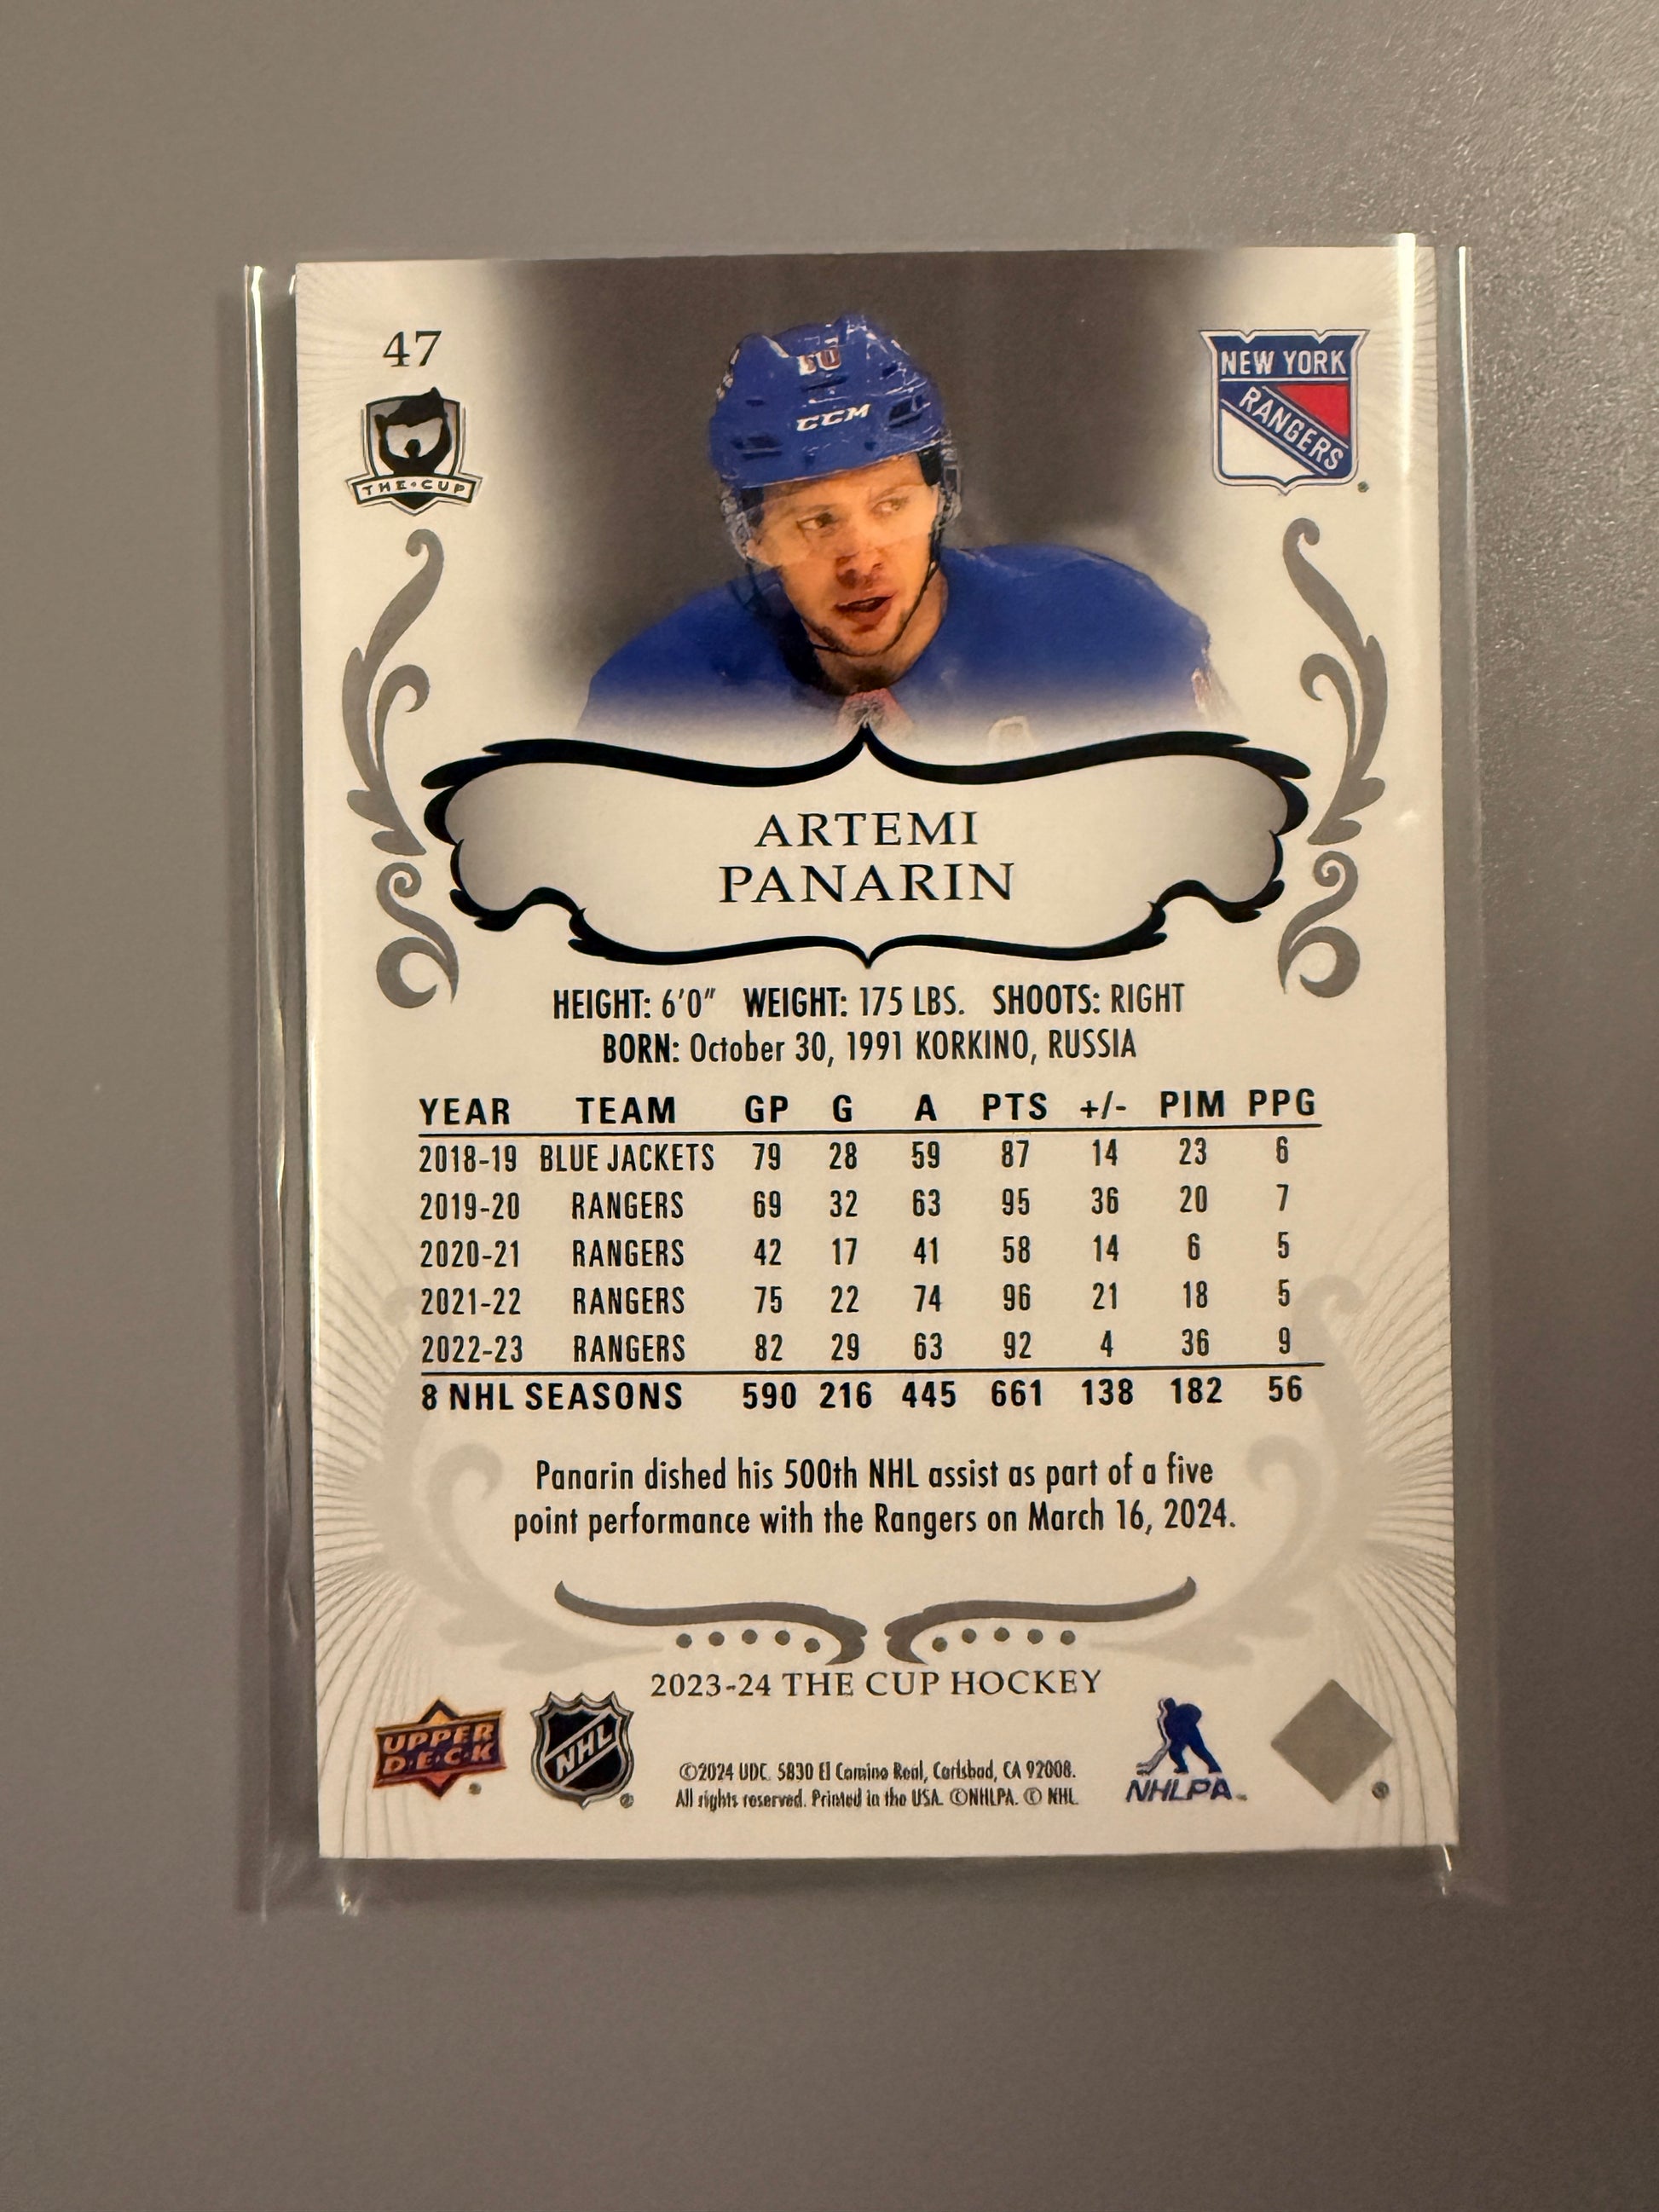 47
THE·CUP
10
CCM
NEW YORK
RANGERS
ARTEMI
PANARIN
HEIGHT: 6'0" WEIGHT: 175 LBS. SHOOTS: RIGHT
BORN: October 30, 1991 KORKINO, RUSSIA
YEAR TEAM GP G A PTS +/- PIM PPG
2018-19 BLUE JACKETS 79 28 59 87 14 23 6
2019-20 RANGERS 69 32 63 95 36 20 7
2020-21 RANGERS 42 17 41 58 14 6 5
2021-22 RANGERS 75 22 74 96 21 18 5
2022-23 RANGERS 82 29 63 92 4 36 9
8 NHL SEASONS 590 216 445 661 138 182 56
Panarin dished his 500th NHL assist as part of a five
point performance with the Rangers on March 16, 2024.
2023-24 THE CUP HOCKEY
UPPER
D·E·C·K
NHL
©2024 UDC. 5830 El Camino Real, Carlsbad, CA 92008.
All rights reserved. Printed in the USA. ©NHLPA. © NHL
NHLPA